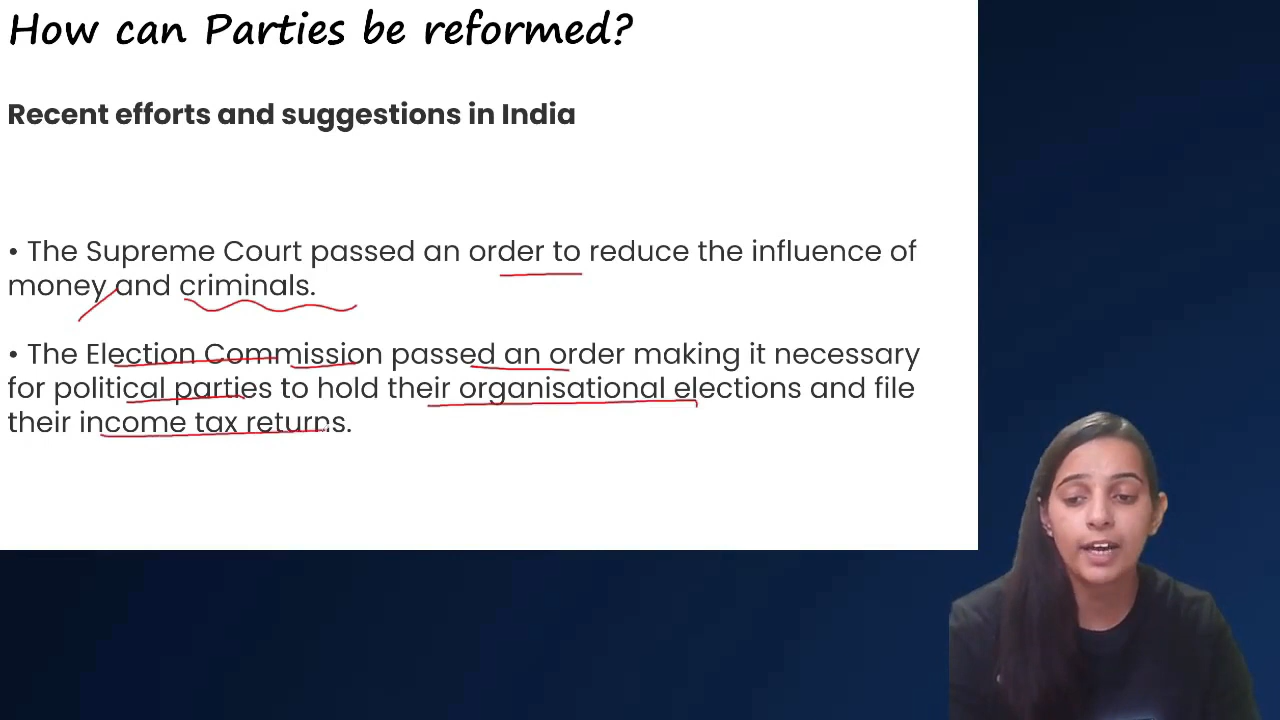 How can Parties be reformed?
Recent efforts and suggestions in India
• The Supreme Court passed an order to reduce the influence of
money and criminals.
• The Election Commission passed an order making it necessary
for political parties to hold their organisational elections and file
their income tax returns.